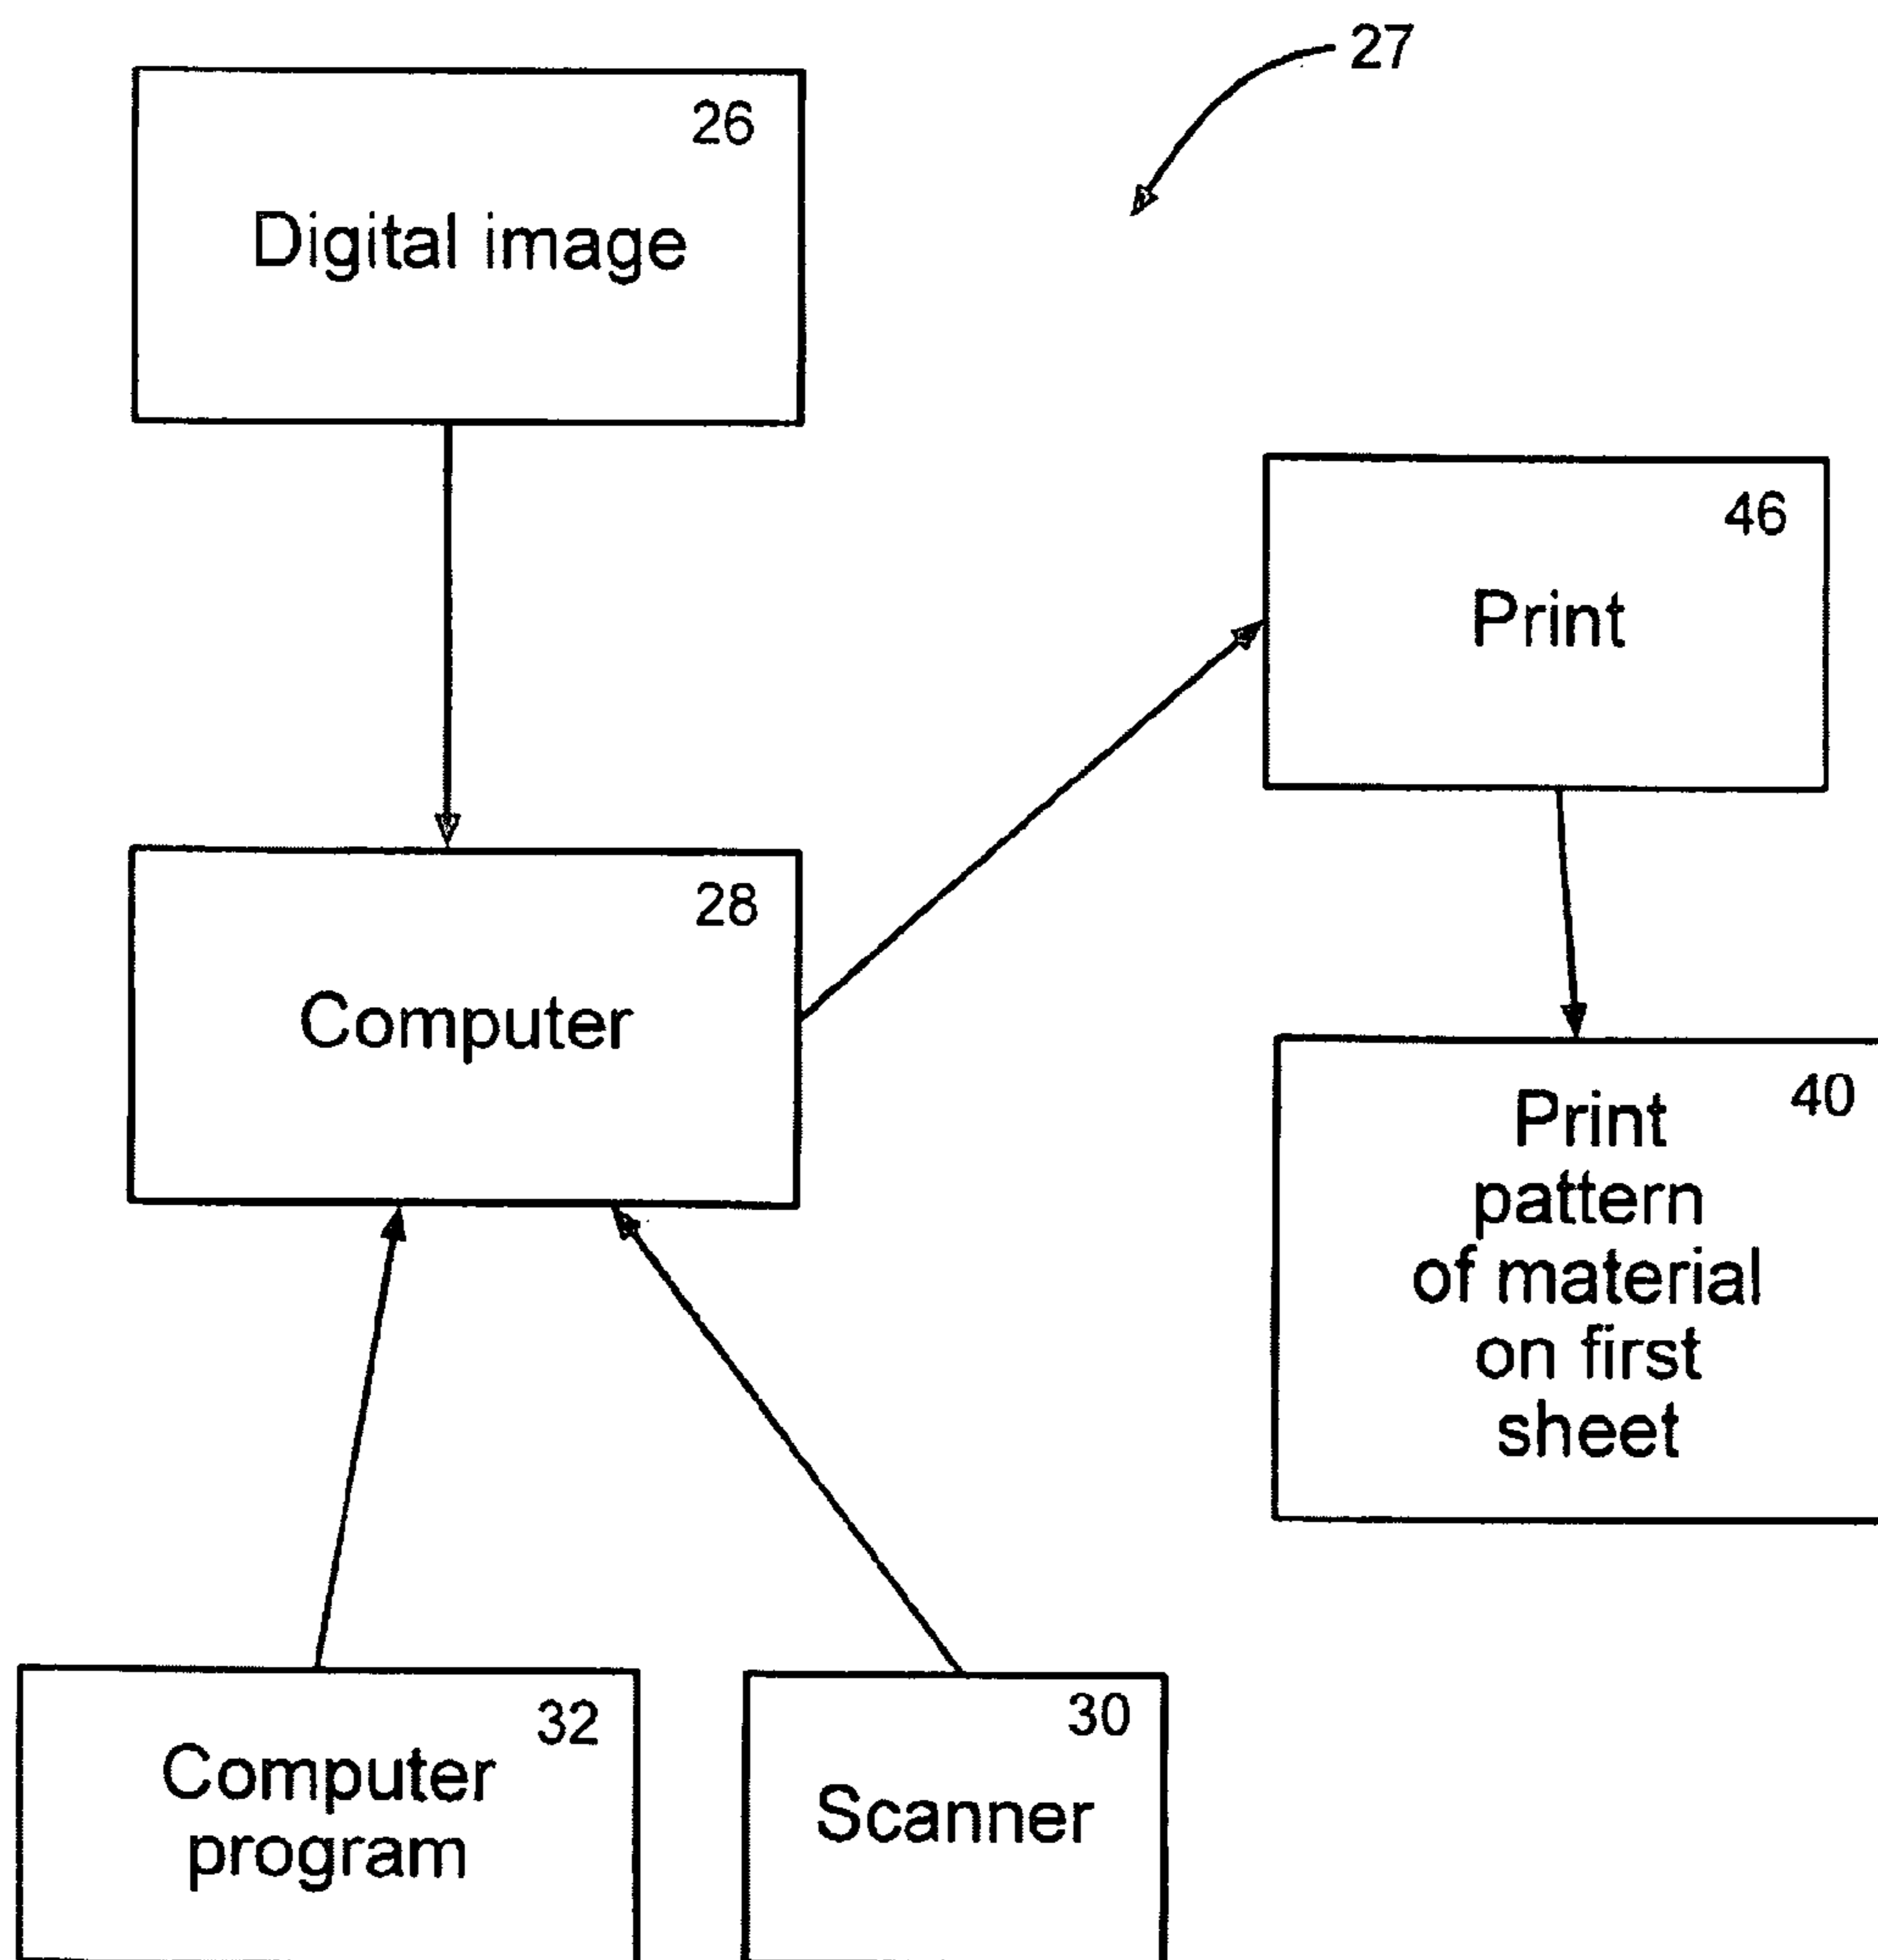 27
26
Digital image
46
Print
28
Computer
40
Print
pattern
of material
on first
sheet
32
Computer
program
30
Scanner